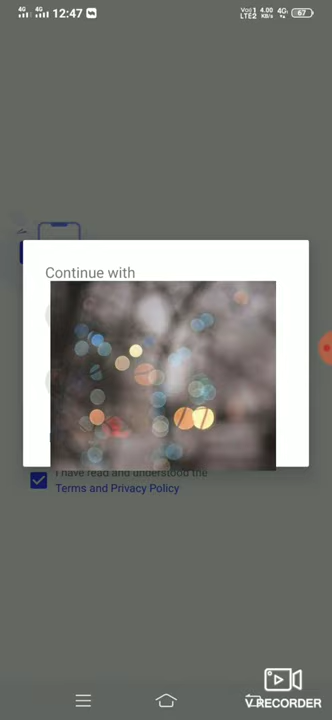 4G 4G 12:47 Vo) 1 LTE2 4.00 KB/s 4G 67
Continue with
I have read and understood the
Terms and Privacy Policy
V.RECORDER